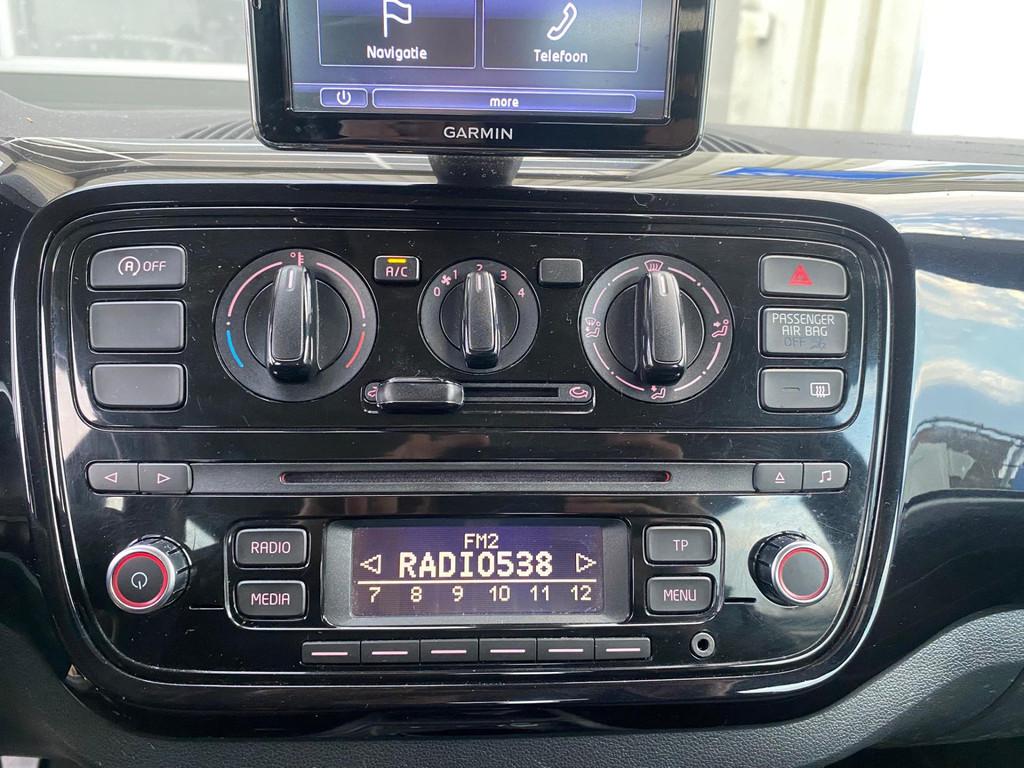 Navigatie
Telefoon
more
GARMIN
A OFF
A/C
0 1 2 3 4
PASSENGER
AIR BAG
OFF
RADIO
MEDIA
FM2
RADIO538
7 8 9 10 11 12
TP
MENU